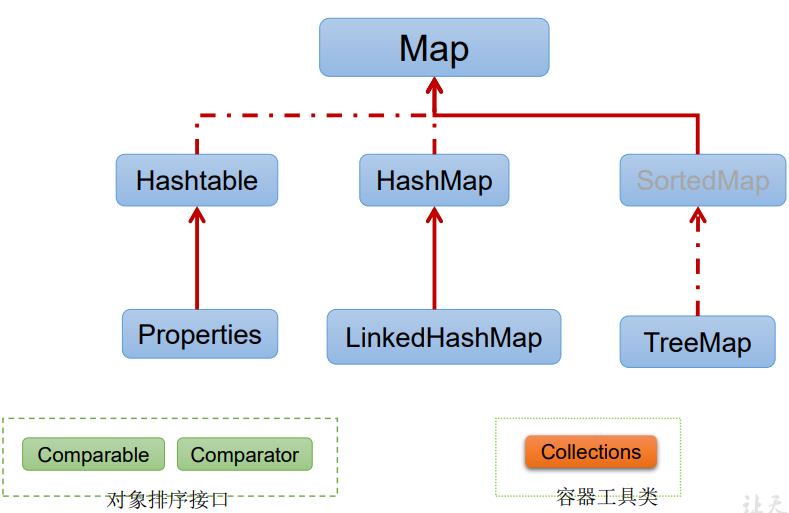 Map
Hashtable
HashMap
SortedMap
Properties
LinkedHashMap
TreeMap
Comparable
Comparator
Collections
对象排序接口
容器工具类
让天